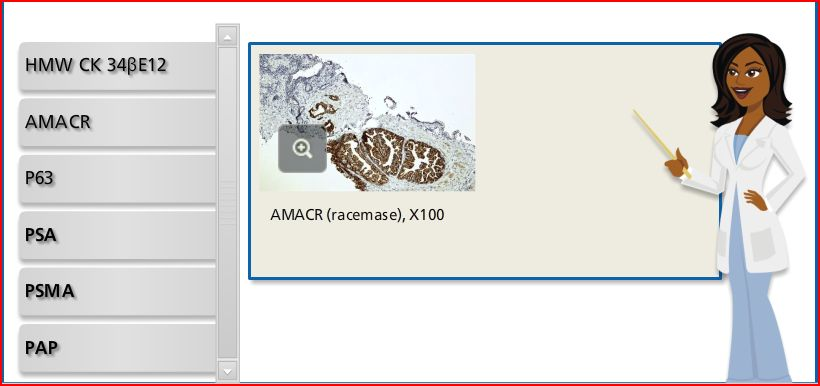 HMW CK 34βE12
AMACR
P63
PSA
PSMA
PAP
AMACR (racemase), X100